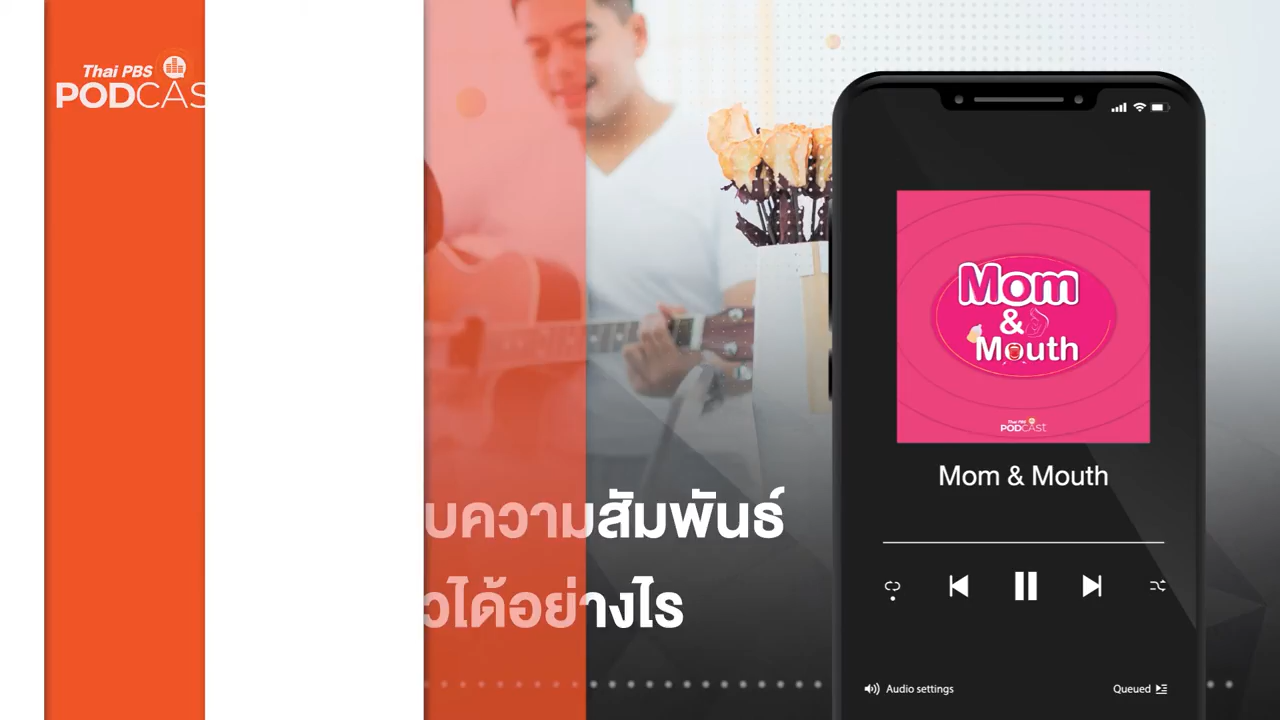 Thai PBS
PODCAS
Mom
&
Mouth
Thai PBS
PODCAST
Mom & Mouth
บความสัมพันธ์
วได้อย่างไร
Audio settings
Queued